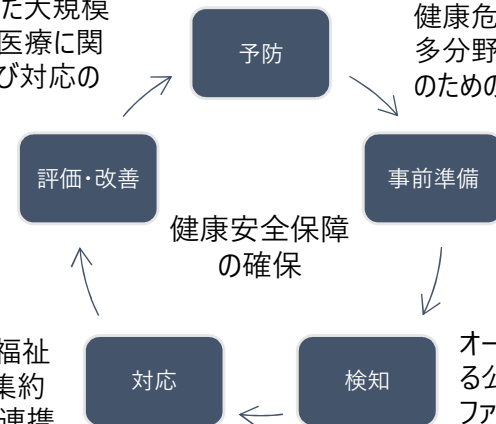 た大規模
医療に関
び対応の
予防
健康危
多分野
のための
評価・改善
事前準備
健康安全保障
の確保
福祉
集約
連携
対応
検知
オー
る公
ファ